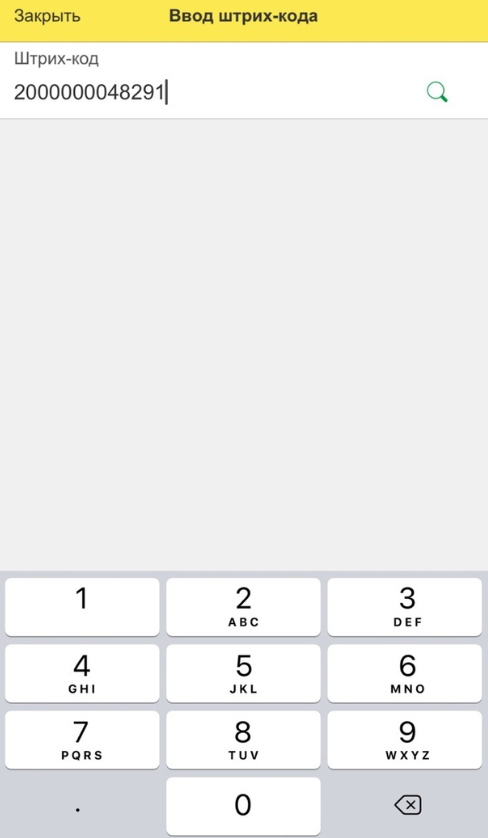 Закрыть Ввод штрих-кода
Штрих-код
2000000048291
1 2 3
ABC DEF
4 5 6
GHI JKL MNO
7 8 9
PQRS TUV WXYZ
. 0